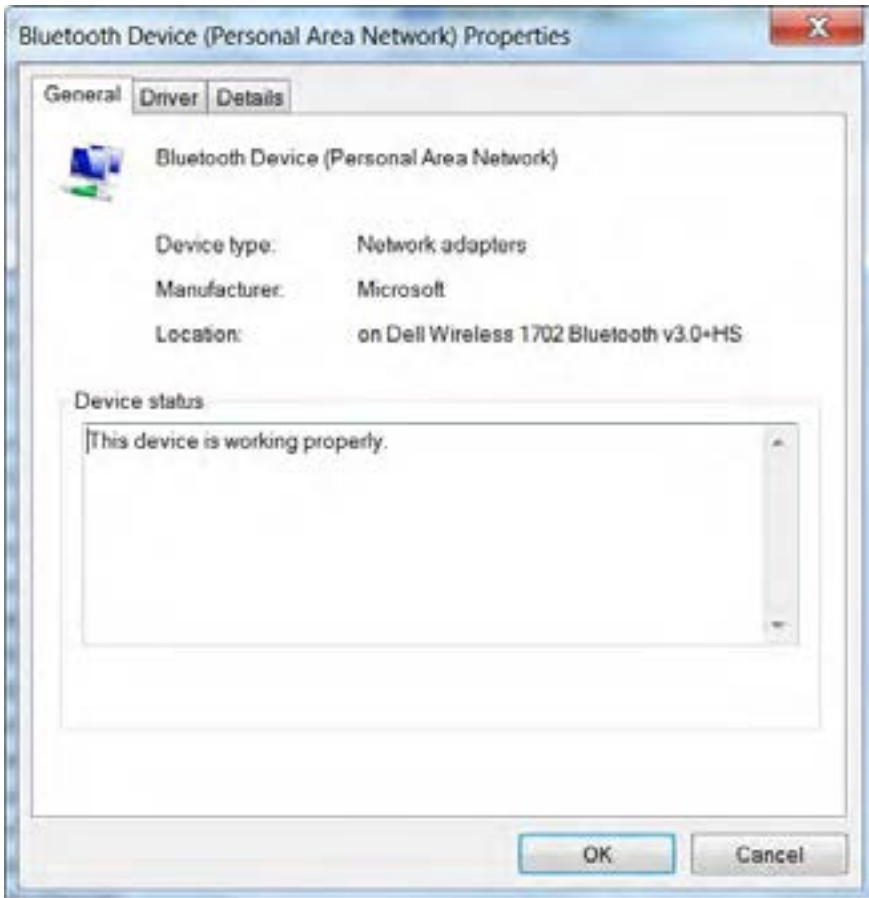 Bluetooth Device (Personal Area Network) Properties
General Driver Details
Bluetooth Device (Personal Area Network)
Device type: Network adapters
Manufacturer: Microsoft
Location: on Dell Wireless 1702 Bluetooth v3.0+HS
Device status
This device is working properly.
OK Cancel